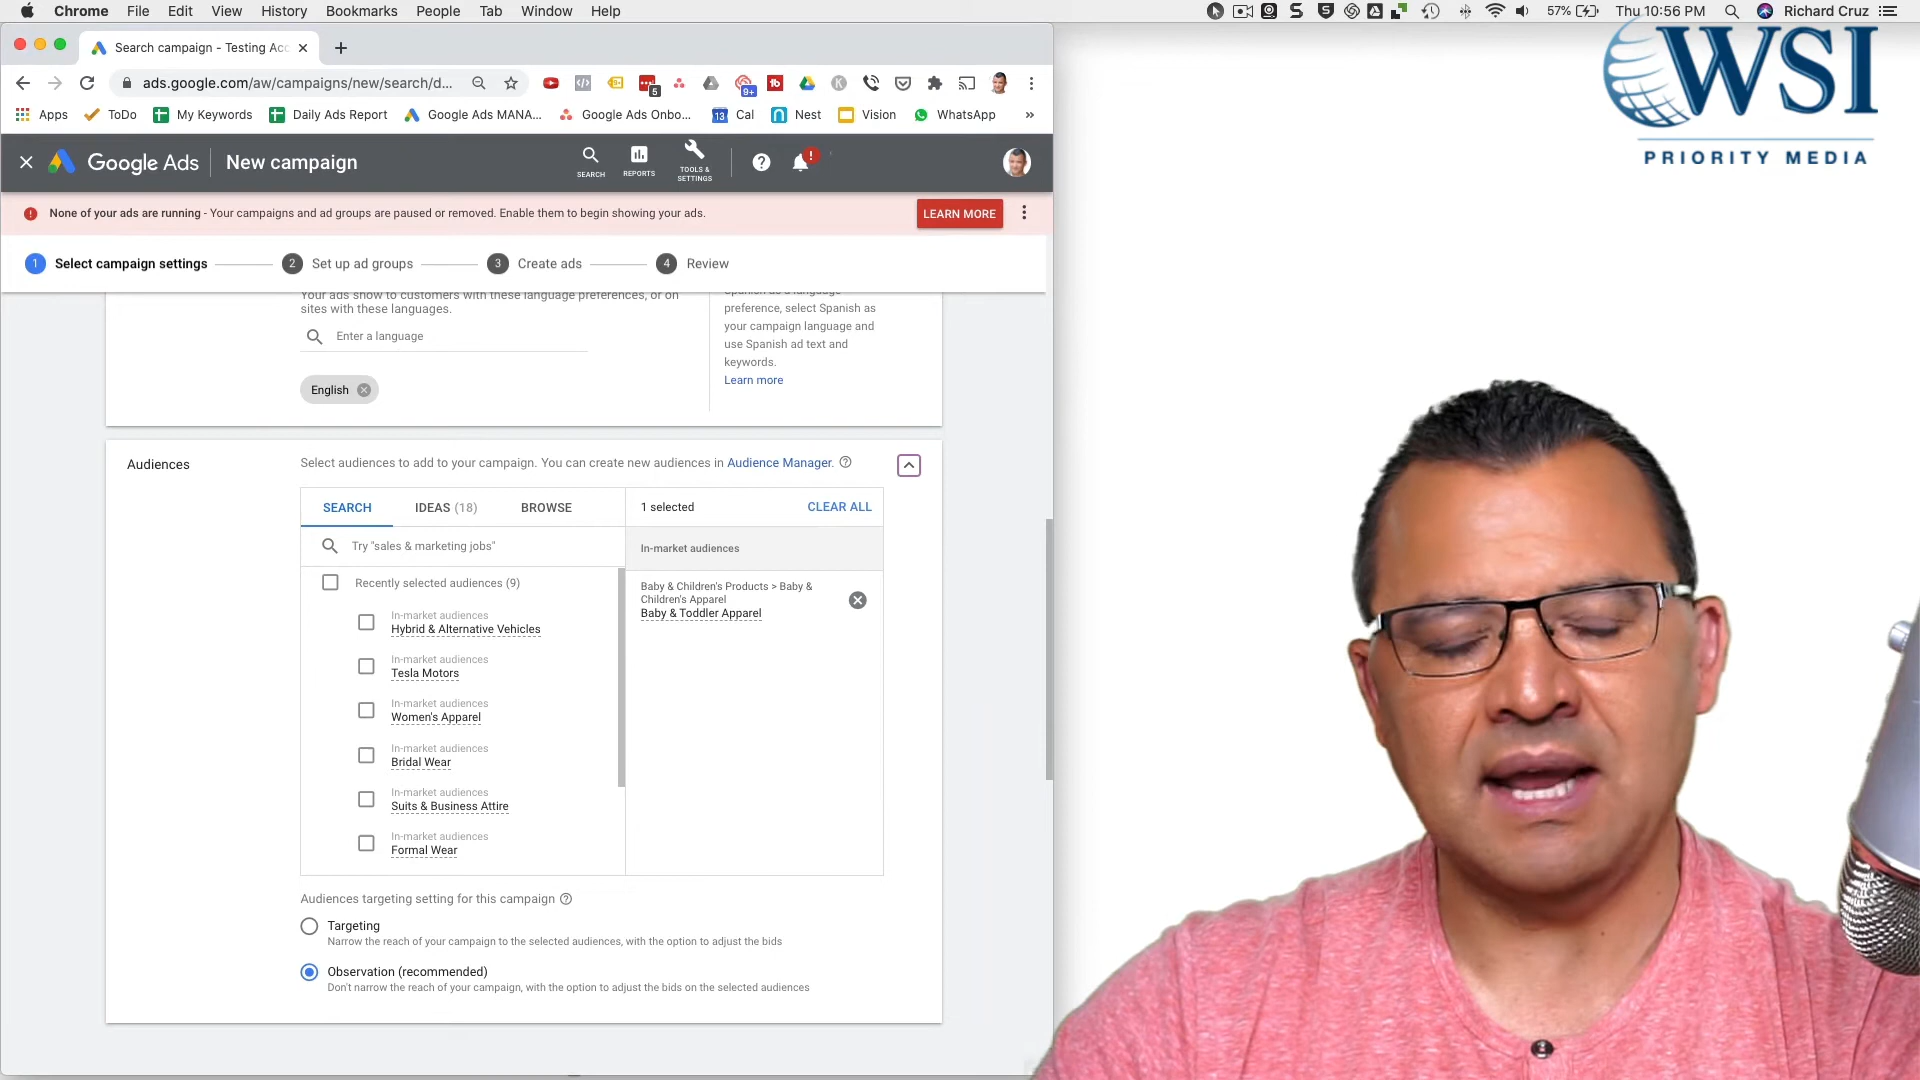 Chrome File Edit View History Bookmarks People Tab Window Help 57% Thu 10:56 PM Richard Cruz
Search campaign - Testing Acc
ads.google.com/aw/campaigns/new/search/d...
5
9+
Apps ToDo My Keywords Daily Ads Report Google Ads MANA... Google Ads Onbo... 13 Cal Nest Vision WhatsApp »
Google Ads New campaign
SEARCH REPORTS TOOLS & SETTINGS
None of your ads are running - Your campaigns and ad groups are paused or removed. Enable them to begin showing your ads. LEARN MORE
1 Select campaign settings 2 Set up ad groups 3 Create ads 4 Review
Your ads show to customers with these language preferences, or on
sites with these languages.
Enter a language
English
Spanish as a language
preference, select Spanish as
your campaign language and
use Spanish ad text and
keywords.
Learn more
Audiences
Select audiences to add to your campaign. You can create new audiences in Audience Manager.
SEARCH IDEAS (18) BROWSE
1 selected CLEAR ALL
Try "sales & marketing jobs"
In-market audiences
Recently selected audiences (9)
In-market audiences
Hybrid & Alternative Vehicles
In-market audiences
Tesla Motors
In-market audiences
Women's Apparel
In-market audiences
Bridal Wear
In-market audiences
Suits & Business Attire
In-market audiences
Formal Wear
Baby & Children's Products > Baby &
Children's Apparel
Baby & Toddler Apparel
Audiences targeting setting for this campaign
Targeting
Narrow the reach of your campaign to the selected audiences, with the option to adjust the bids
Observation (recommended)
Don't narrow the reach of your campaign, with the option to adjust the bids on the selected audiences
WSI
PRIORITY MEDIA